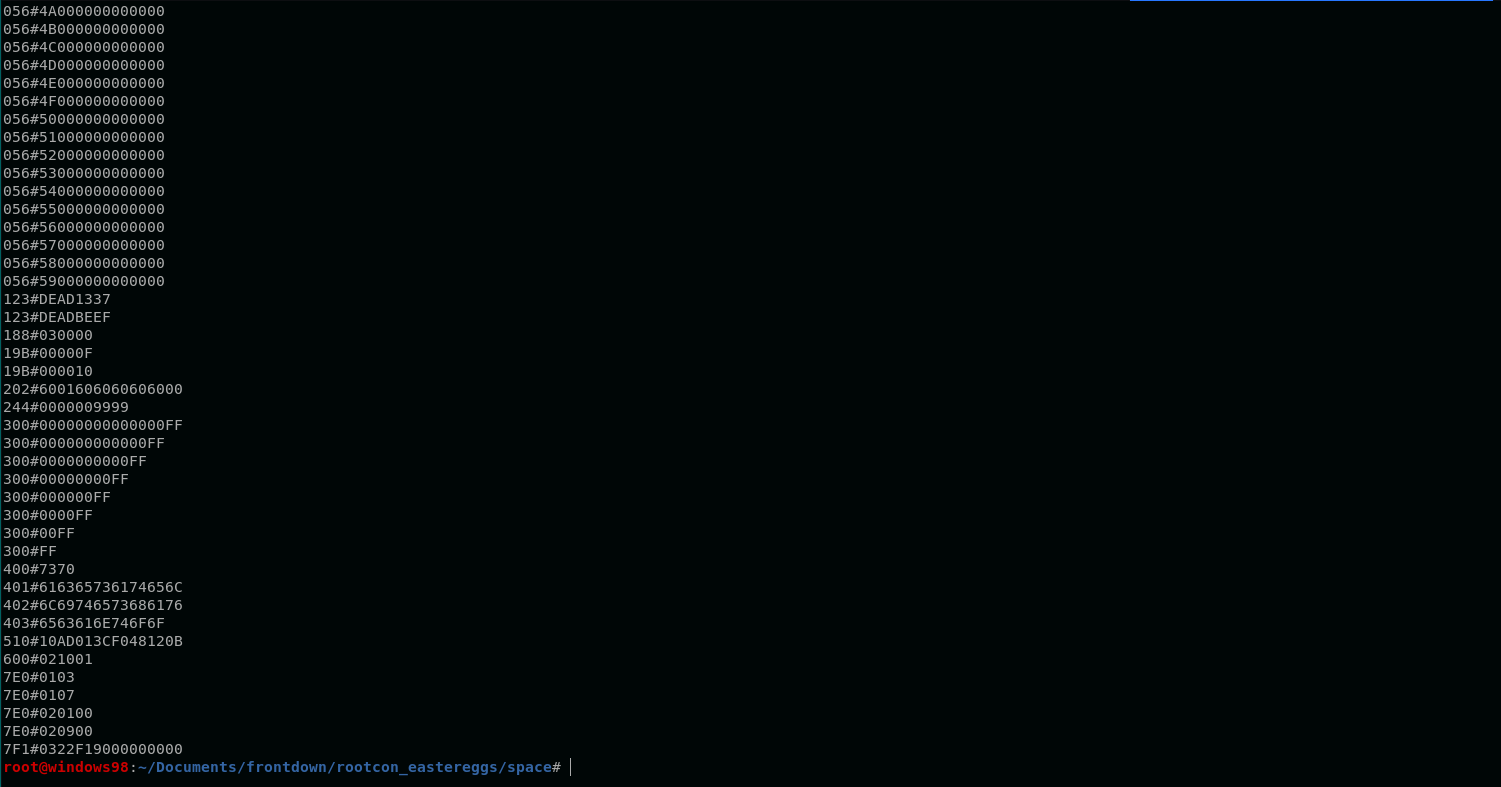 056#4A000000000000
056#4B000000000000
056#4C000000000000
056#4D000000000000
056#4E000000000000
056#4F000000000000
056#50000000000000
056#51000000000000
056#52000000000000
056#53000000000000
056#54000000000000
056#55000000000000
056#56000000000000
056#57000000000000
056#58000000000000
056#59000000000000
123#DEAD1337
123#DEADBEEF
188#030000
19B#00000F
19B#000010
202#6001606060606000
244#0000009999
300#00000000000000FF
300#000000000000FF
300#0000000000FF
300#00000000FF
300#000000FF
300#0000FF
300#00FF
300#FF
400#7370
401#616365736174656C
402#6C69746573686176
403#6563616E746F6F
510#10AD013CF048120B
600#021001
7E0#0103
7E0#0107
7E0#020100
7E0#020900
7F1#0322F19000000000
root@windows98:~/Documents/frontdown/rootcon_eastereggs/space#